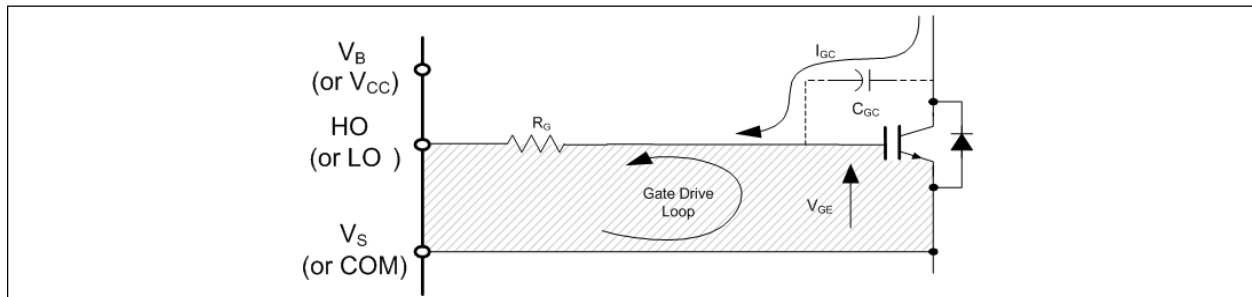 V_B
(or V_CC)
HO
(or LO )
V_S
(or COM)
R_G
I_GC
C_GC
Gate Drive
Loop
V_GE